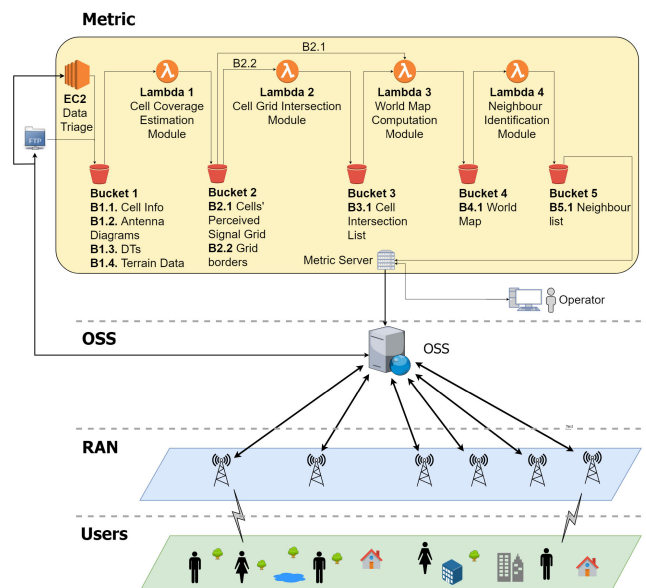 Metric
B2.1
B2.2
EC2
Data
Triage
FTP
Lambda 1
Cell Coverage
Estimation
Module
Lambda 2
Cell Grid Intersection
Module
Lambda 3
World Map
Computation
Module
Lambda 4
Neighbour
Identification
Module
Bucket 1
B1.1. Cell Info
B1.2. Antenna
Diagrams
B1.3. DTs
B1.4. Terrain Data
Bucket 2
B2.1 Cells'
Perceived
Signal Grid
B2.2 Grid
borders
Bucket 3
B3.1 Cell
Intersection
List
Bucket 4
B4.1 World
Map
Bucket 5
B5.1 Neighbour
list
Metric Server
Operator
OSS
OSS
RAN
Users